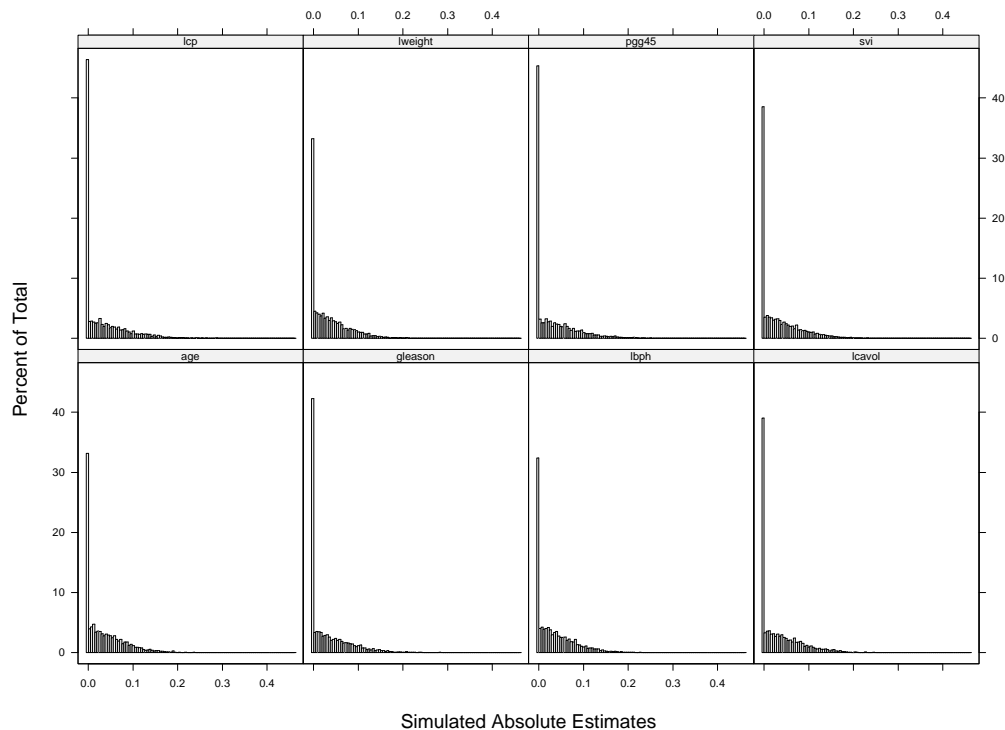 0.0 0.1 0.2 0.3 0.4 0.0 0.1 0.2 0.3 0.4
lcp lweight pgg45 svi
40
30
20
10
0
age gleason lbph lcavol
40
30
20
10
0
0.0 0.1 0.2 0.3 0.4 0.0 0.1 0.2 0.3 0.4
Percent of Total
Simulated Absolute Estimates